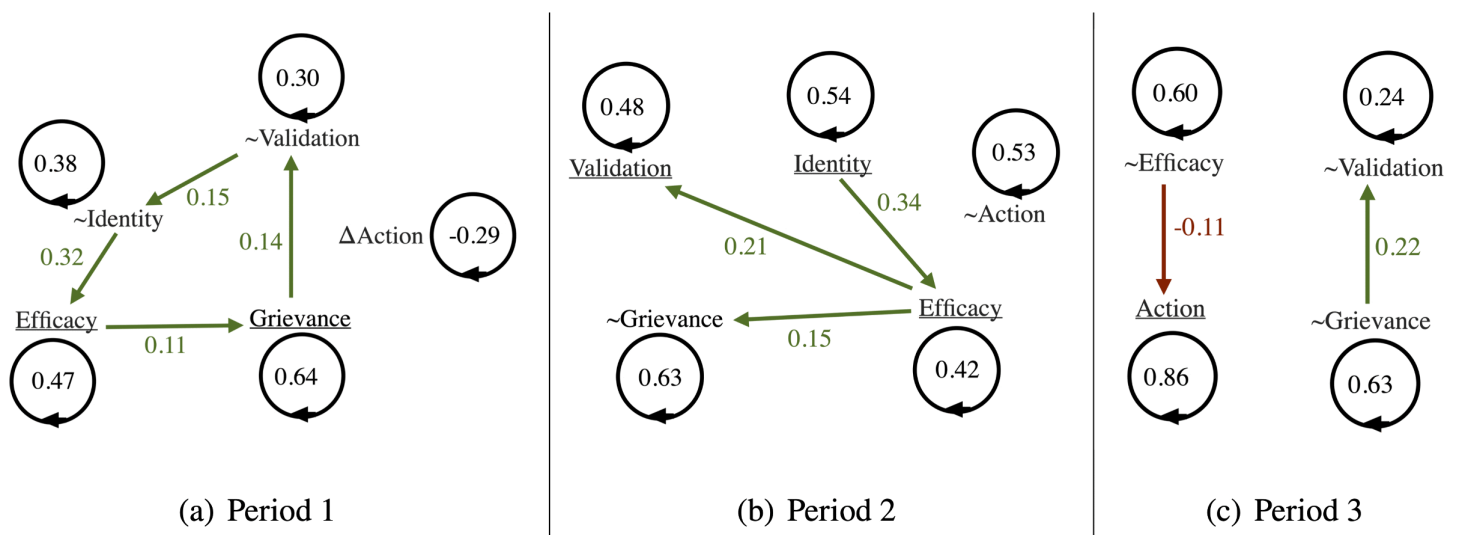 0.30
~Validation
0.38
0.15
~Identity
ΔAction
-0.29
0.32
0.14
Efficacy
Grievance
0.11
0.47
0.64
(a) Period 1
0.48
0.54
0.53
Validation
Identity
~Action
0.34
0.21
~Grievance
Efficacy
0.15
0.63
0.42
(b) Period 2
0.60
0.24
~Efficacy
~Validation
-0.11
0.22
Action
~Grievance
0.86
0.63
(c) Period 3